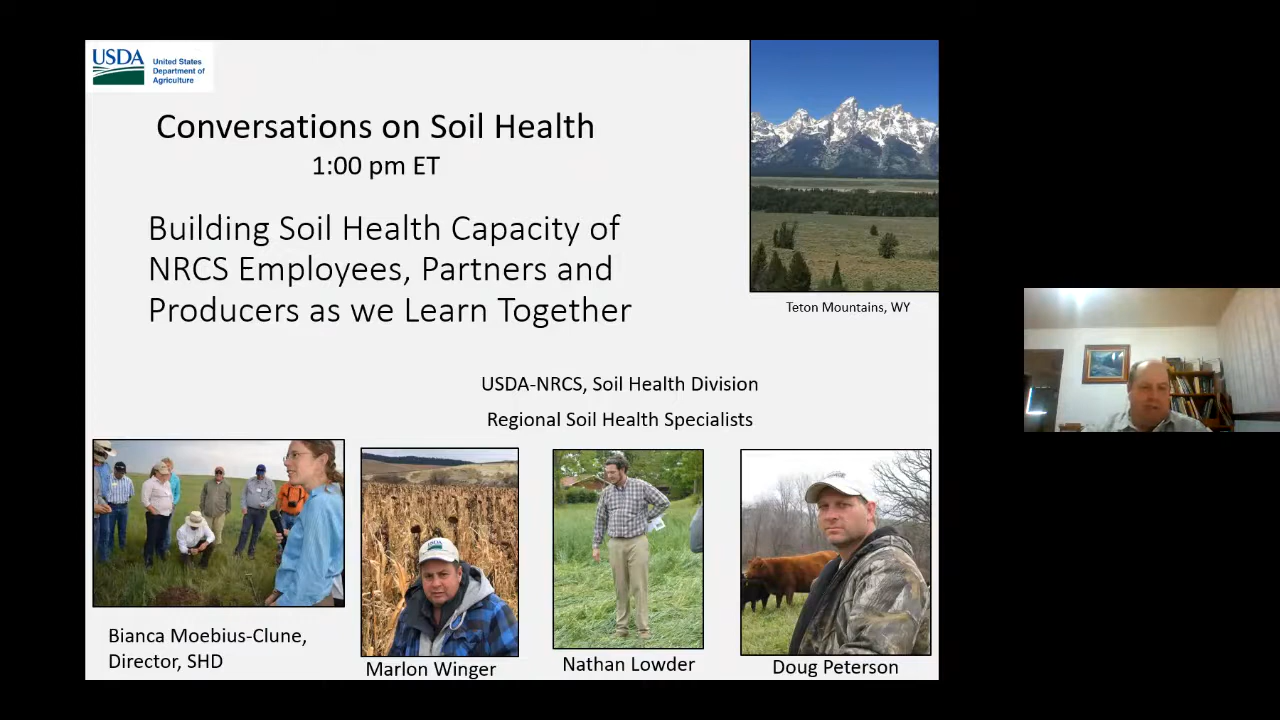 USDA
United States
Department of
Agriculture
Conversations on Soil Health
1:00 pm ET
Building Soil Health Capacity of
NRCS Employees, Partners and
Producers as we Learn Together
Teton Mountains, WY
USDA-NRCS, Soil Health Division
Regional Soil Health Specialists
Bianca Moebius-Clune,
Director, SHD
USDA
Marlon Winger
Nathan Lowder
Doug Peterson